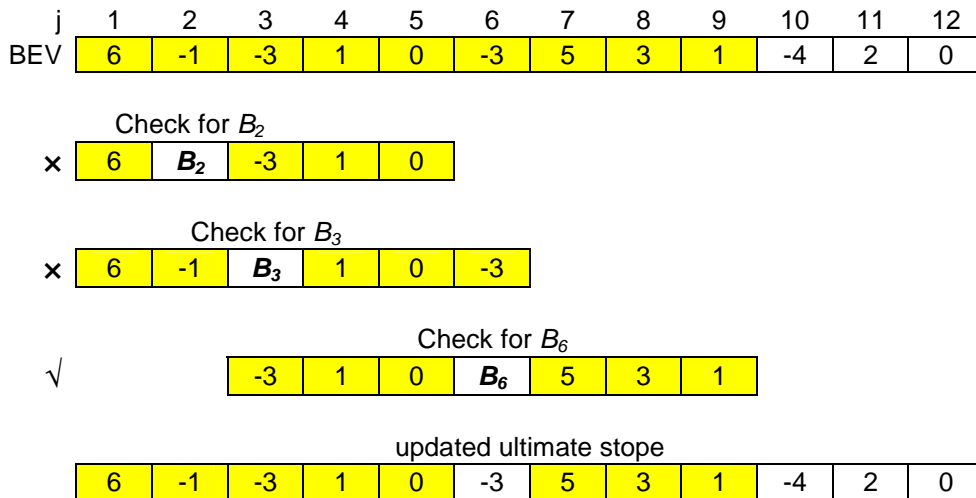 j 1 2 3 4 5 6 7 8 9 10 11 12
BEV 6 -1 -3 1 0 -3 5 3 1 -4 2 0
Check for B₂
× 6 B₂ -3 1 0
Check for B₃
× 6 -1 B₃ 1 0 -3
Check for B₆
√ -3 1 0 B₆ 5 3 1
updated ultimate stope
6 -1 -3 1 0 -3 5 3 1 -4 2 0